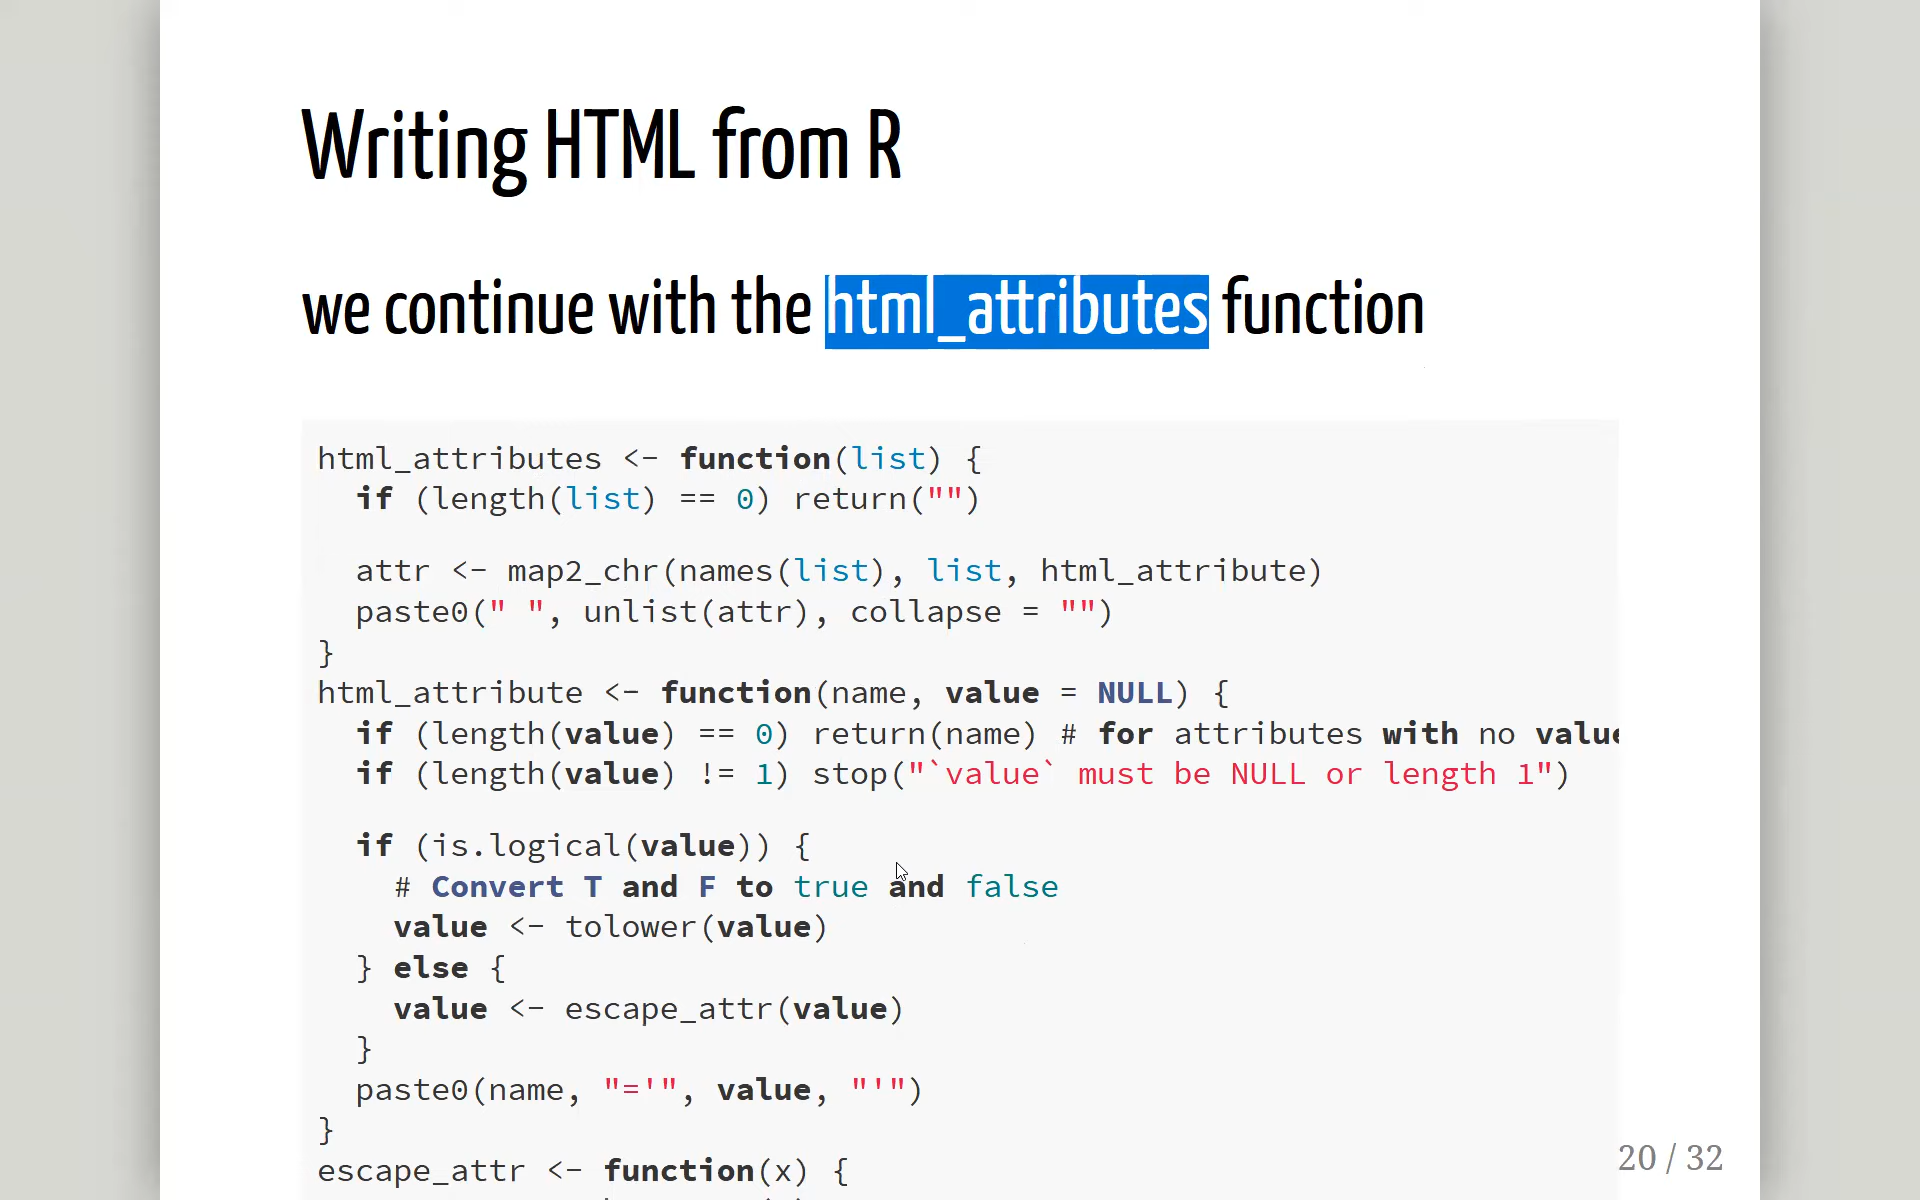 Writing HTML from R
we continue with the html_attributes function
html_attributes <- function(list) {
  if (length(list) == 0) return("")
  attr <- map2_chr(names(list), list, html_attribute)
  paste0(" ", unlist(attr), collapse = "")
}
html_attribute <- function(name, value = NULL) {
  if (length(value) == 0) return(name) # for attributes with no value
  if (length(value) != 1) stop("`value` must be NULL or length 1")
  if (is.logical(value)) {
    # Convert T and F to true and false
    value <- tolower(value)
  } else {
    value <- escape_attr(value)
  }
  paste0(name, "='", value, "'")
}
escape_attr <- function(x) {
20 / 32